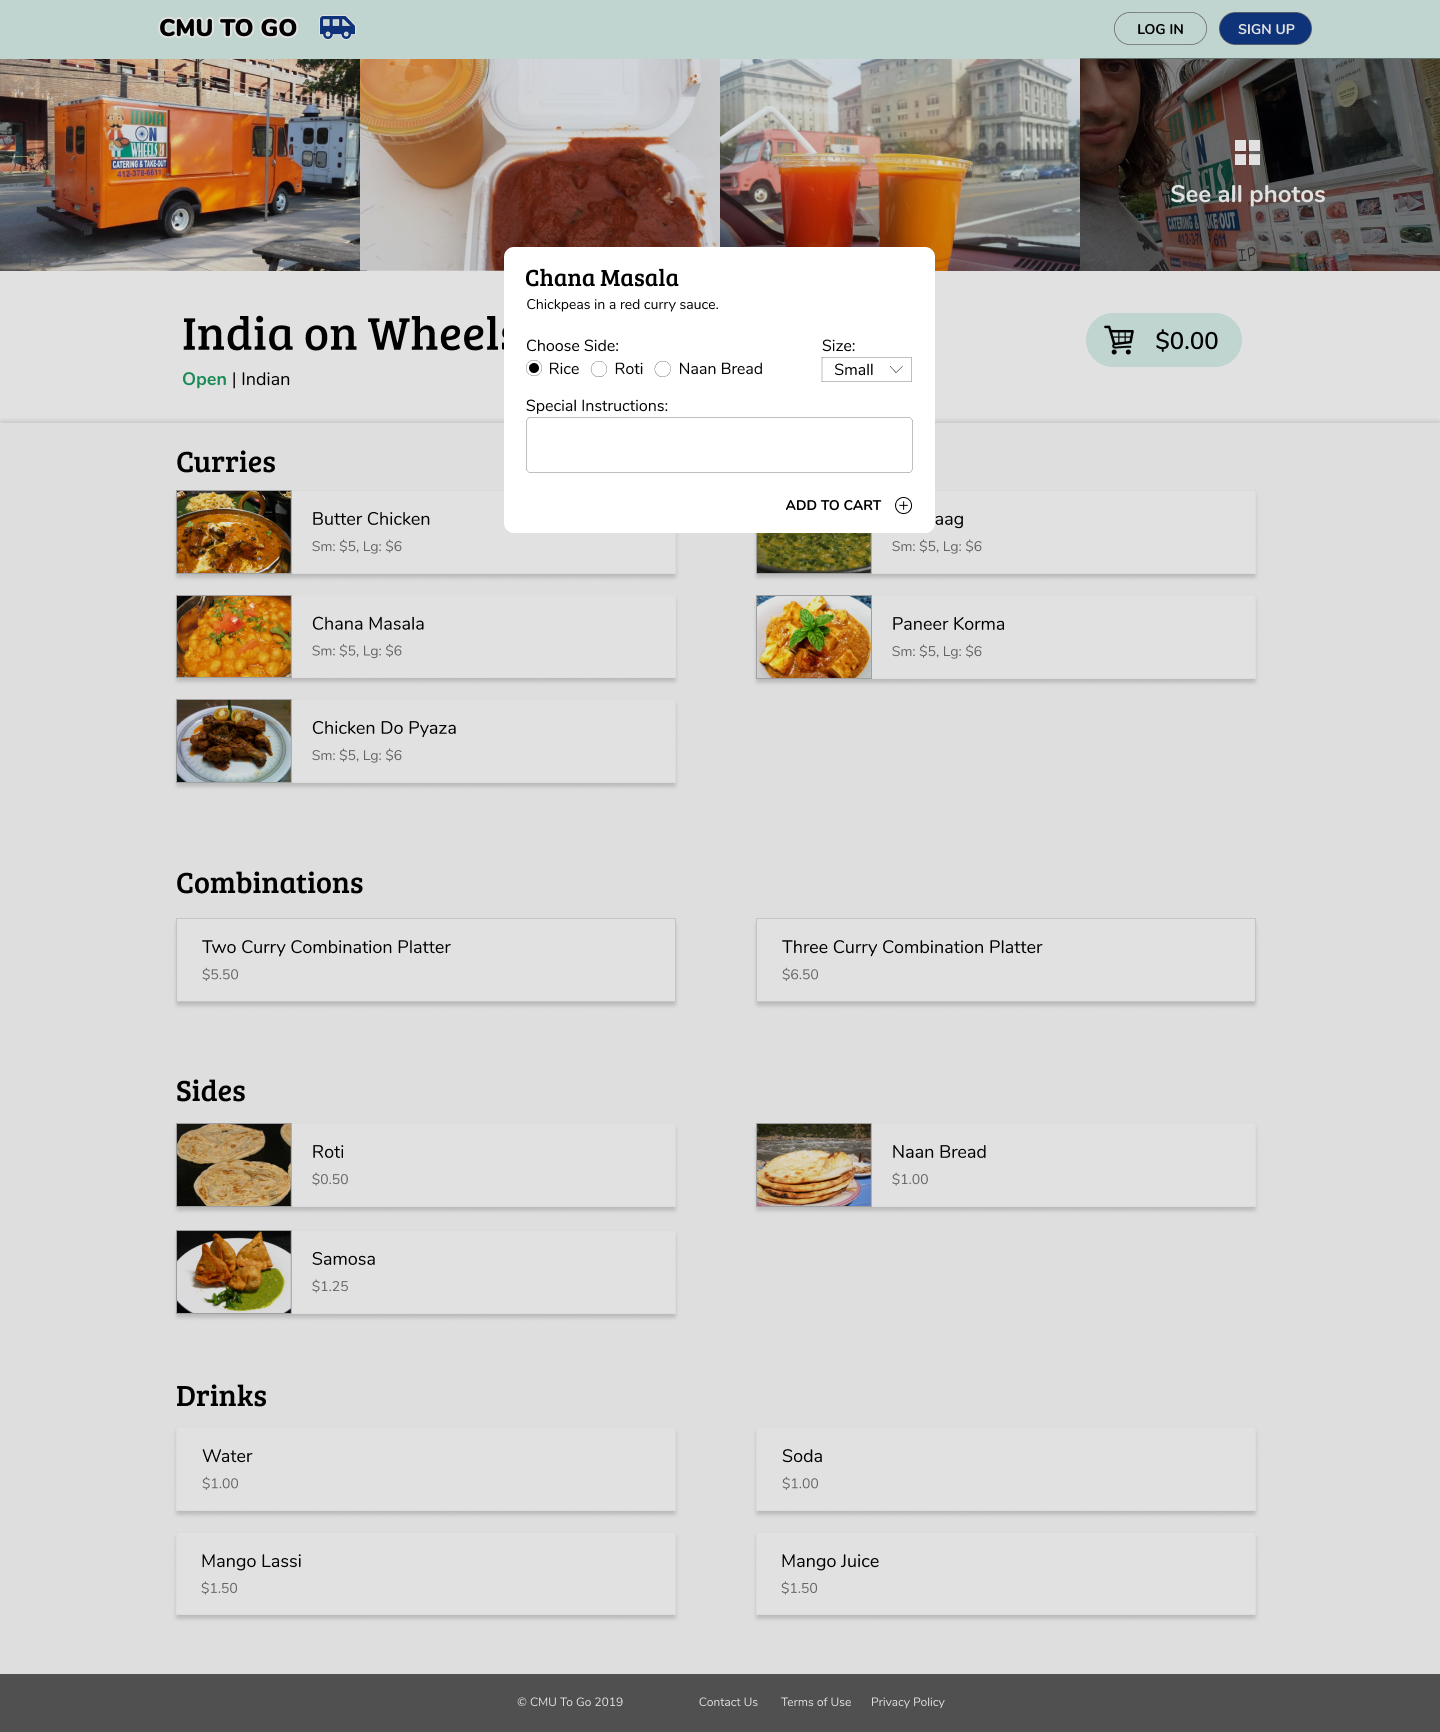 CMU TO GO
LOG IN
SIGN UP
INDIA
ON
WHEELS
CATERING & TAKE-OUT
412-378-6611
See all photos
India on Wheels
Open | Indian
$0.00
Chana Masala
Chickpeas in a red curry sauce.
Choose Side:
Rice
Roti
Naan Bread
Size:
Small
Special Instructions:
ADD TO CART
Curries
Butter Chicken
Sm: $5, Lg: $6
aag
Sm: $5, Lg: $6
Chana Masala
Sm: $5, Lg: $6
Paneer Korma
Sm: $5, Lg: $6
Chicken Do Pyaza
Sm: $5, Lg: $6
Combinations
Two Curry Combination Platter
$5.50
Three Curry Combination Platter
$6.50
Sides
Roti
$0.50
Naan Bread
$1.00
Samosa
$1.25
Drinks
Water
$1.00
Soda
$1.00
Mango Lassi
$1.50
Mango Juice
$1.50
© CMU To Go 2019
Contact Us
Terms of Use
Privacy Policy